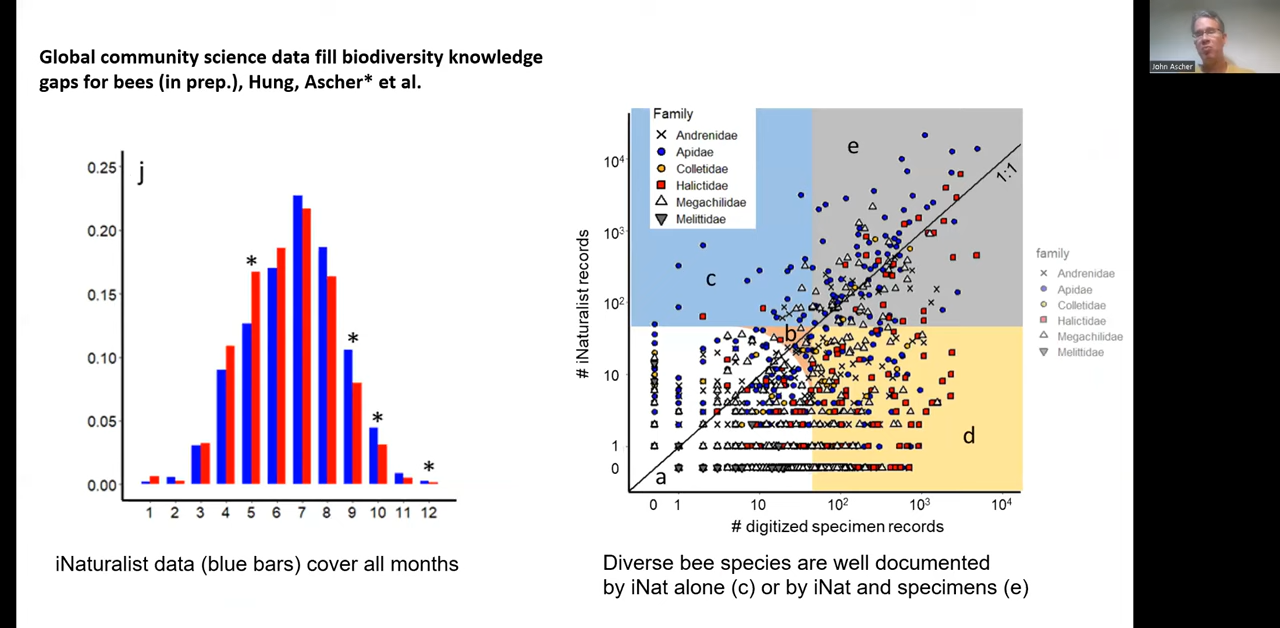 Global community science data fill biodiversity knowledge
gaps for bees (in prep.), Hung, Ascher* et al.
John Ascher
j
0.25
0.20
0.15
0.10
0.05
0.00
*
*
*
*
1 2 3 4 5 6 7 8 9 10 11 12
iNaturalist data (blue bars) cover all months
Family
Andrenidae
Apidae
Colletidae
Halictidae
Megachilidae
Melittidae
# iNaturalist records
10⁴
10³
10²
10
1
0
e
1:1
c
b
d
a
0 1 10 10² 10³ 10⁴
# digitized specimen records
family
Andrenidae
Apidae
Colletidae
Halictidae
Megachilidae
Melittidae
Diverse bee species are well documented
by iNat alone (c) or by iNat and specimens (e)